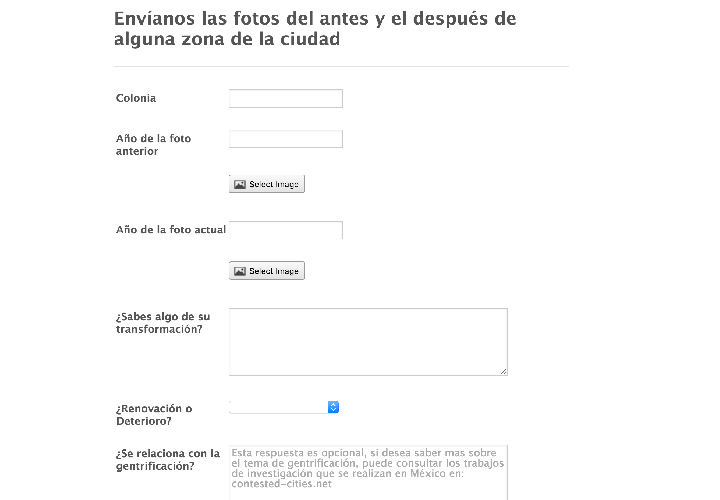 Envíanos las fotos del antes y el después de
alguna zona de la ciudad
Colonia
Año de la foto
anterior
Select Image
Año de la foto actual
Select Image
¿Sabes algo de su
transformación?
¿Renovación o
Deterioro?
¿Se relaciona con la
gentrificación?
Esta respuesta es opcional, si desea saber mas sobre
el tema de gentrificación, puede consultar los trabajos
de investigación que se realizan en México en:
contested-cities.net